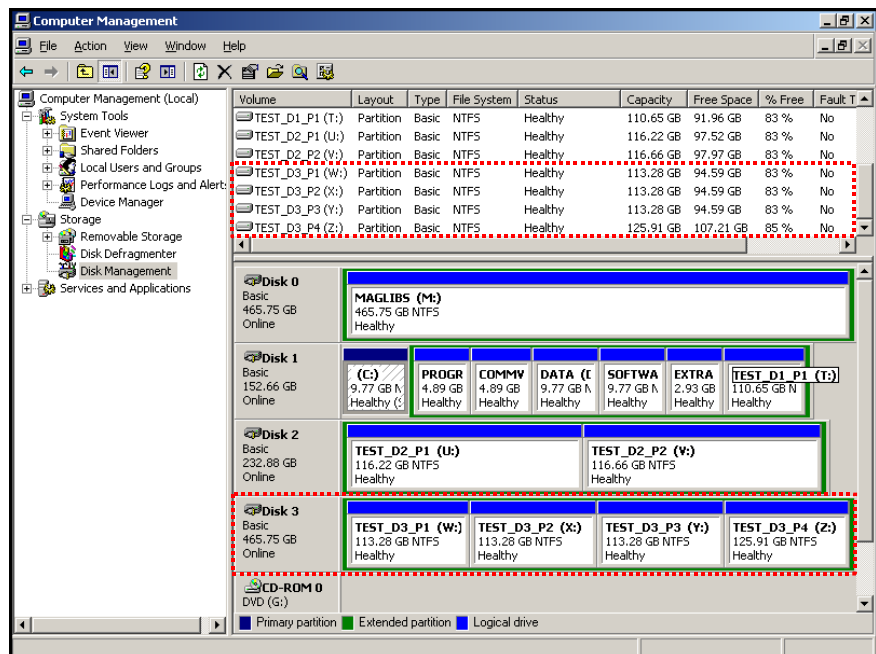 Computer Management
File Action View Window Help
Computer Management (Local)
System Tools
Event Viewer
Shared Folders
Local Users and Groups
Performance Logs and Alert
Device Manager
Storage
Removable Storage
Disk Defragmenter
Disk Management
Services and Applications
Volume Layout Type File System Status Capacity Free Space % Free Fault T
TEST_D1_P1 (T:) Partition Basic NTFS Healthy 110.65 GB 91.96 GB 83 % No
TEST_D2_P1 (U:) Partition Basic NTFS Healthy 116.22 GB 97.52 GB 83 % No
TEST_D2_P2 (V:) Partition Basic NTFS Healthy 116.66 GB 97.97 GB 83 % No
TEST_D3_P1 (W:) Partition Basic NTFS Healthy 113.28 GB 94.59 GB 83 % No
TEST_D3_P2 (X:) Partition Basic NTFS Healthy 113.28 GB 94.59 GB 83 % No
TEST_D3_P3 (Y:) Partition Basic NTFS Healthy 113.28 GB 94.59 GB 83 % No
TEST_D3_P4 (Z:) Partition Basic NTFS Healthy 125.91 GB 107.21 GB 85 % No
Disk 0
Basic
465.75 GB
Online
MAGLIBS (M:)
465.75 GB NTFS
Healthy
Disk 1
Basic
152.66 GB
Online
(C:)
9.77 GB N
Healthy (S
PROGR
4.89 GB
Healthy
COMMV
4.89 GB
Healthy
DATA (D
9.77 GB N
Healthy
SOFTWA
9.77 GB N
Healthy
EXTRA
2.93 GB
Healthy
TEST_D1_P1 (T:)
110.65 GB N
Healthy
Disk 2
Basic
232.88 GB
Online
TEST_D2_P1 (U:)
116.22 GB NTFS
Healthy
TEST_D2_P2 (V:)
116.66 GB NTFS
Healthy
Disk 3
Basic
465.75 GB
Online
TEST_D3_P1 (W:)
113.28 GB NTFS
Healthy
TEST_D3_P2 (X:)
113.28 GB NTFS
Healthy
TEST_D3_P3 (Y:)
113.28 GB NTFS
Healthy
TEST_D3_P4 (Z:)
125.91 GB NTFS
Healthy
CD-ROM 0
DVD (G:)
Primary partition Extended partition Logical drive